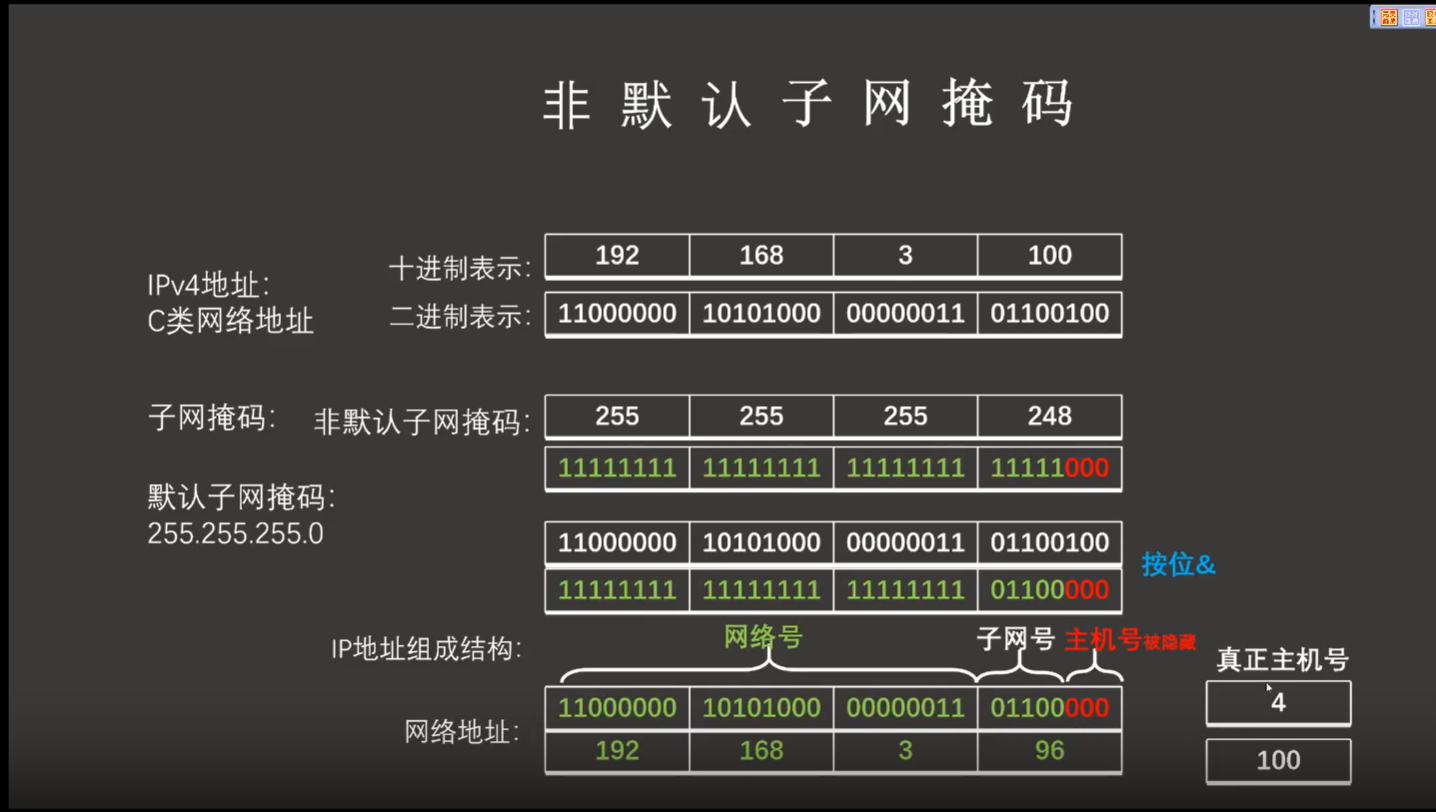 非默认子网掩码
IPv4地址:
C类网络地址
十进制表示: 192 168 3 100
二进制表示: 11000000 10101000 00000011 01100100
子网掩码: 非默认子网掩码: 255 255 255 248
11111111 11111111 11111111 11111000
默认子网掩码:
255.255.255.0
11000000 10101000 00000011 01100100
按位&
11111111 11111111 11111111 01100000
IP地址组成结构: 网络号 子网号 主机号被隐藏
真正主机号
网络地址: 11000000 10101000 00000011 01100000 4
192 168 3 96 100